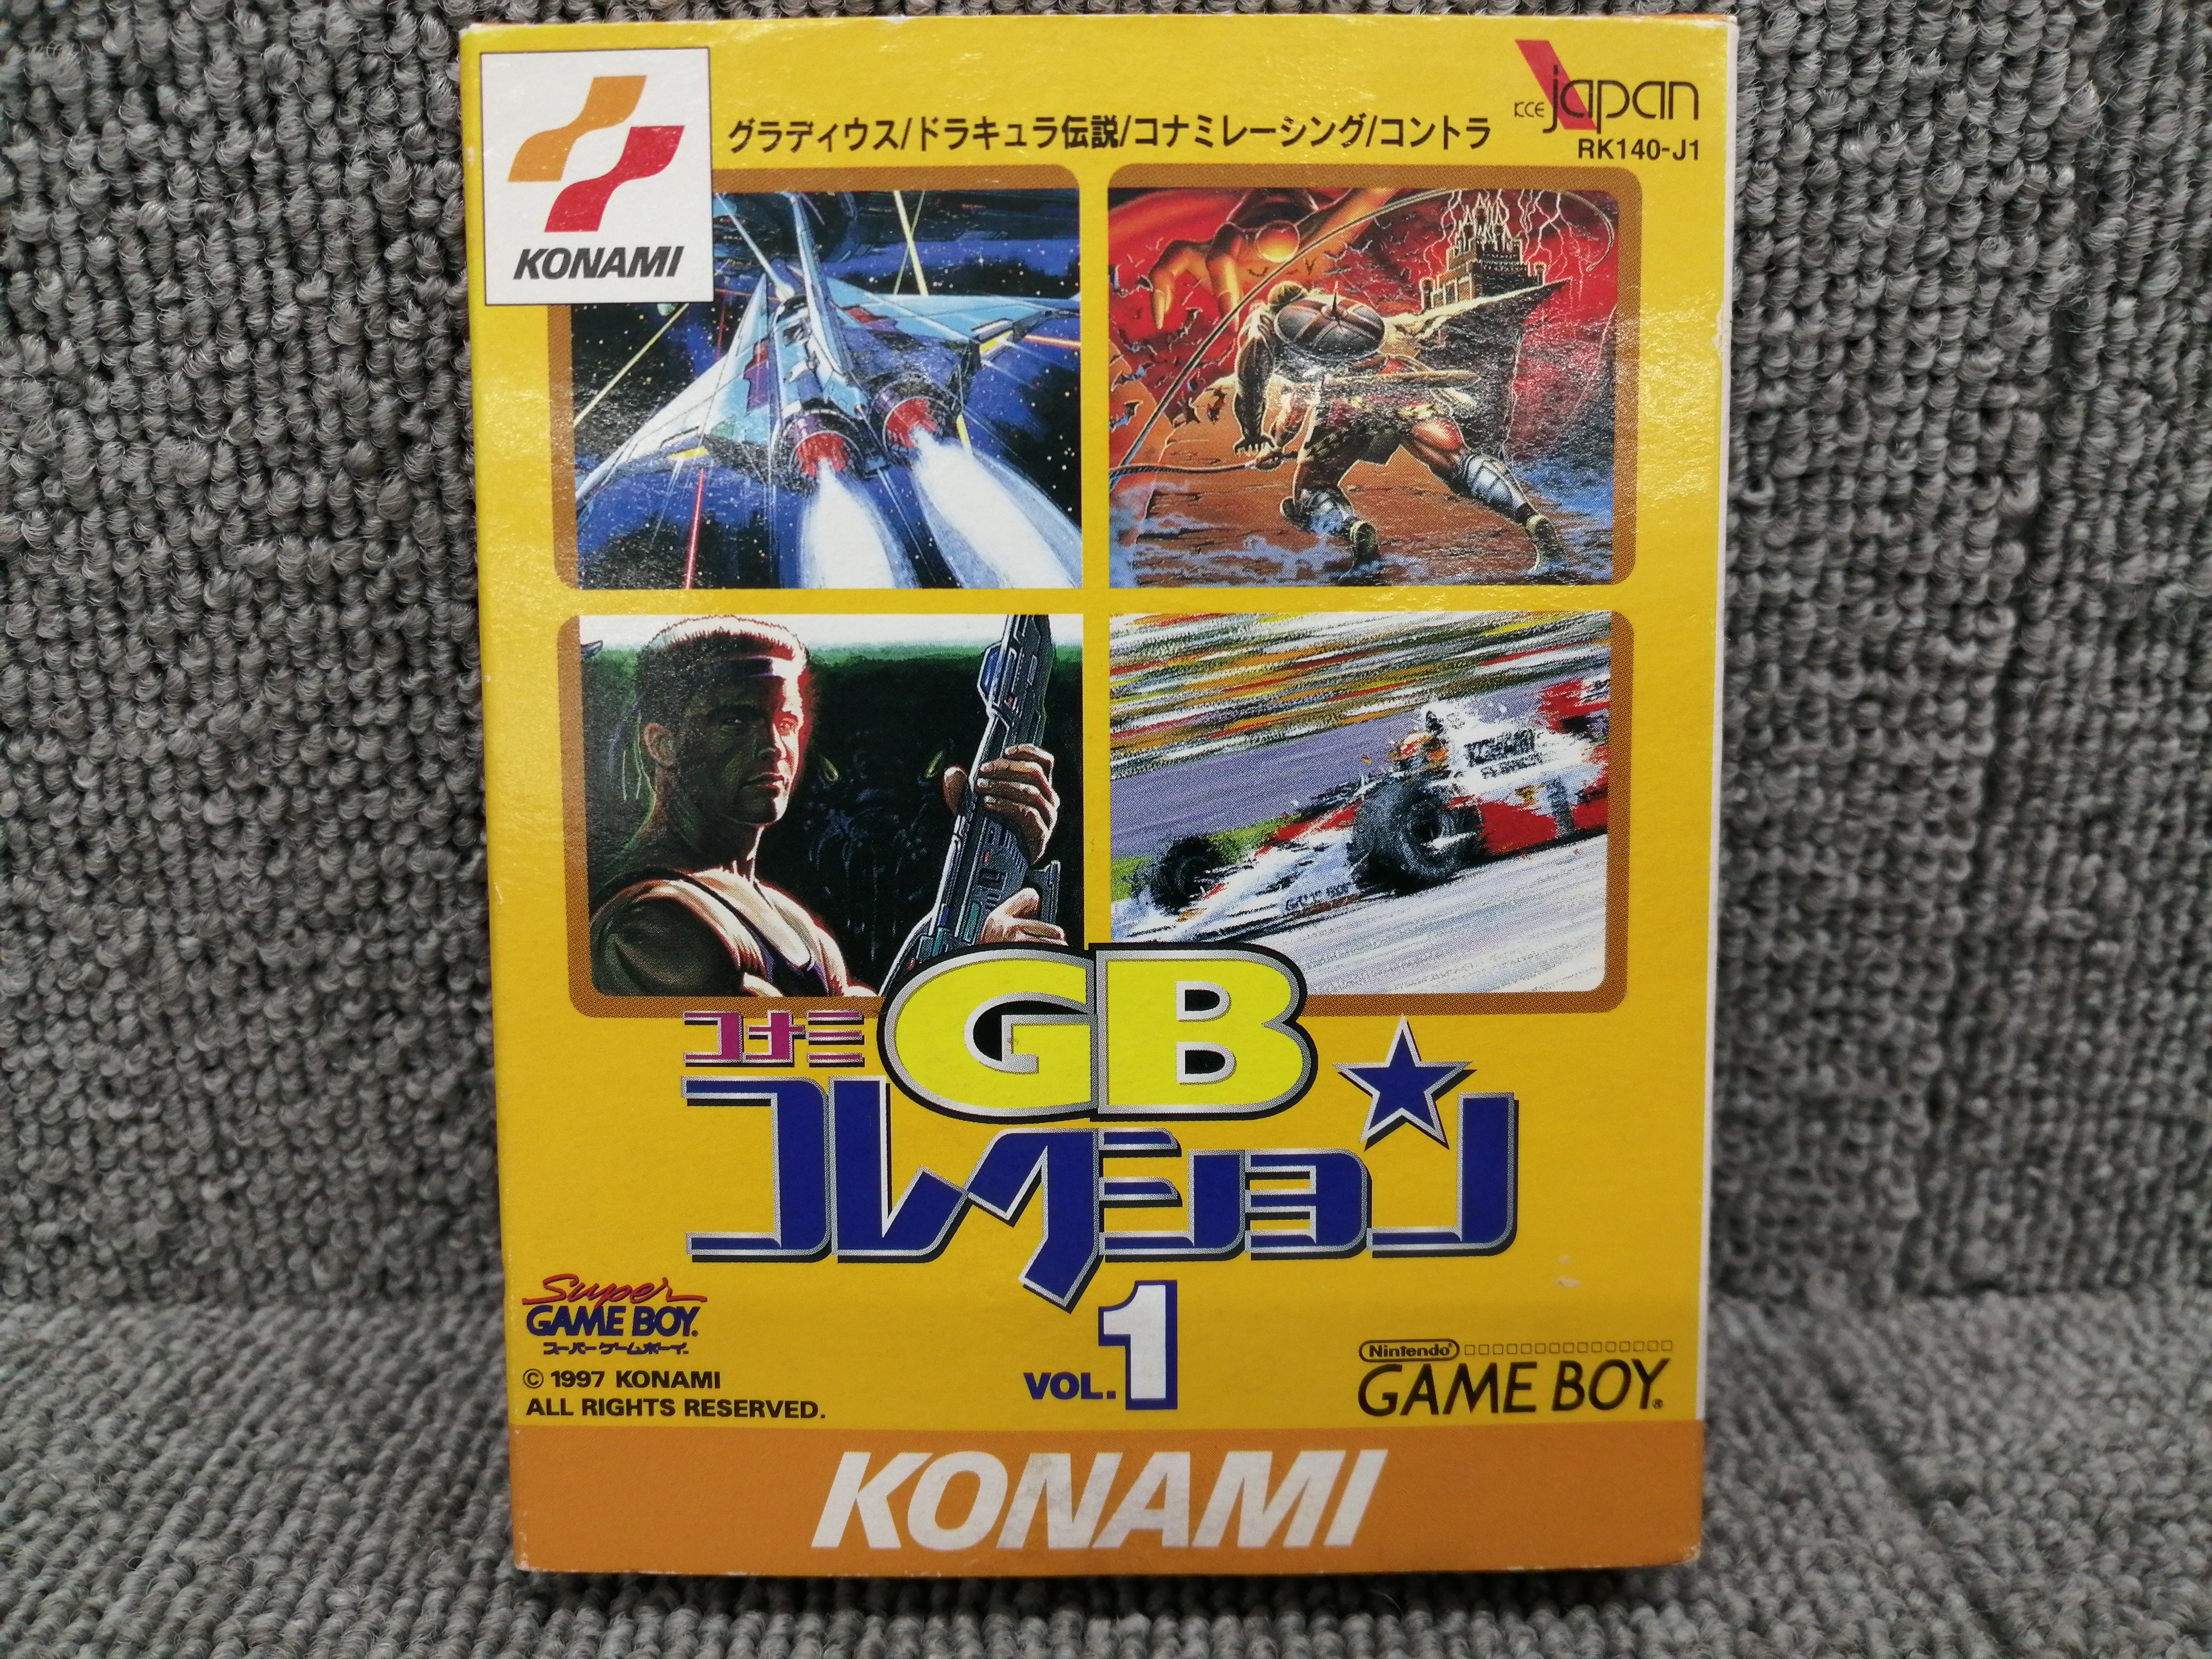 KONAMI
グラディウス/ドラキュラ伝説/コナミレーシング/コントラ
KCE japan
RK140-J1
コナミ GB
コレクション
VOL.1
Super
GAME BOY.
スーパーゲームボーイ™
© 1997 KONAMI
ALL RIGHTS RESERVED.
Nintendo®
GAME BOY®
KONAMI